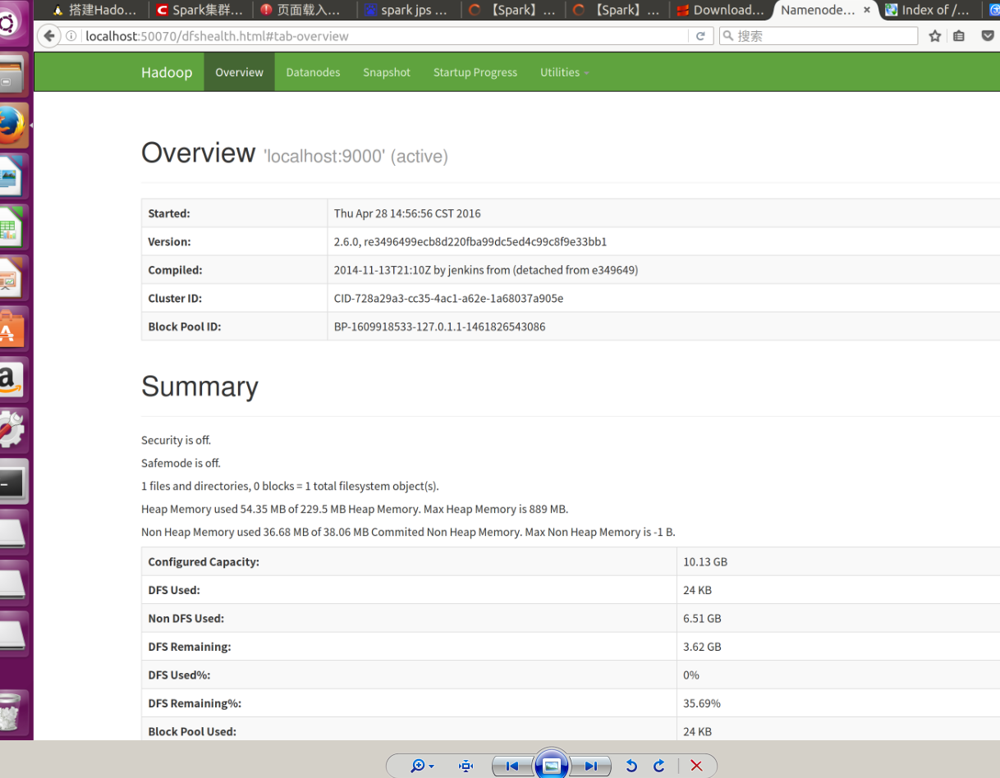 搭建Hado... Spark集群... 页面载入... spark jps ... 【Spark】... 【Spark】... Download... Namenode... × Index of /...
localhost:50070/dfshealth.html#tab-overview 搜索
Hadoop Overview Datanodes Snapshot Startup Progress Utilities
Overview 'localhost:9000' (active)
Started: Thu Apr 28 14:56:56 CST 2016
Version: 2.6.0, re3496499ecb8d220fba99dc5ed4c99c8f9e33bb1
Compiled: 2014-11-13T21:10Z by jenkins from (detached from e349649)
Cluster ID: CID-728a29a3-cc35-4ac1-a62e-1a68037a905e
Block Pool ID: BP-1609918533-127.0.1.1-1461826543086
Summary
Security is off.
Safemode is off.
1 files and directories, 0 blocks = 1 total filesystem object(s).
Heap Memory used 54.35 MB of 229.5 MB Heap Memory. Max Heap Memory is 889 MB.
Non Heap Memory used 36.68 MB of 38.06 MB Commited Non Heap Memory. Max Non Heap Memory is -1 B.
Configured Capacity: 10.13 GB
DFS Used: 24 KB
Non DFS Used: 6.51 GB
DFS Remaining: 3.62 GB
DFS Used%: 0%
DFS Remaining%: 35.69%
Block Pool Used: 24 KB